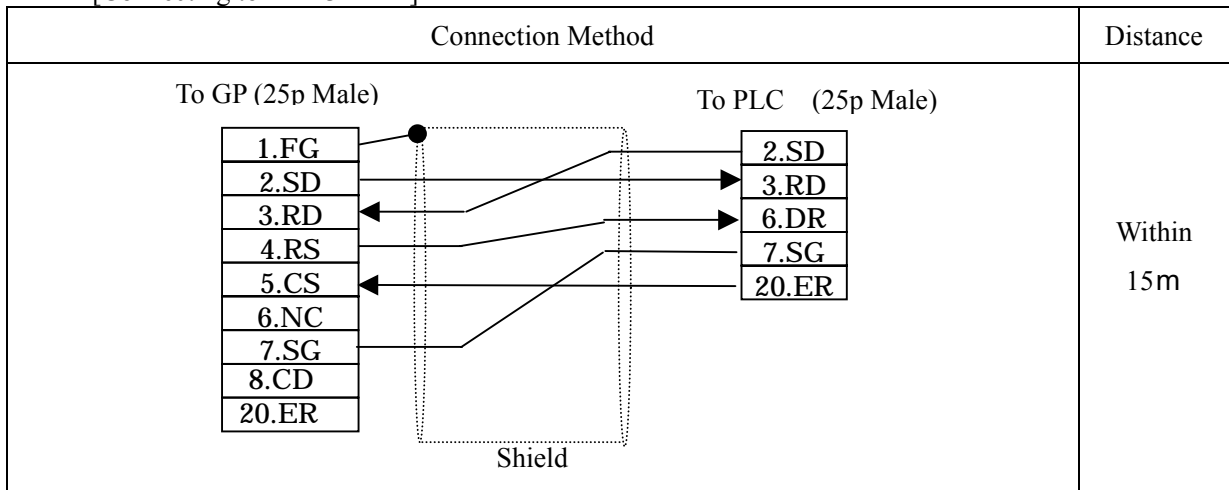 Connection Method
Distance
To GP (25p Male)
To PLC (25p Male)
1.FG
2.SD
3.RD
4.RS
5.CS
6.NC
7.SG
8.CD
20.ER
2.SD
3.RD
6.DR
7.SG
20.ER
Shield
Within
15m